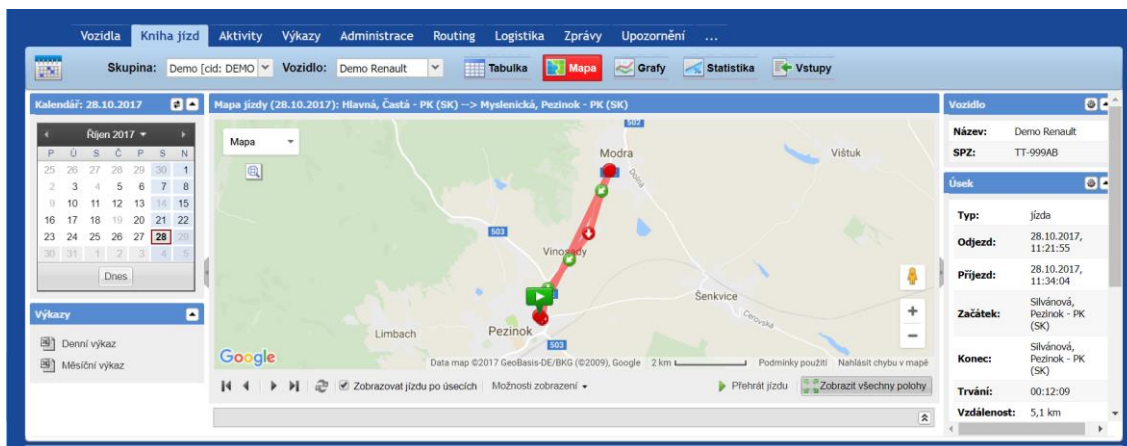 Vozidla Kniha jízd Aktivity Výkazy Administrace Routing Logistika Zprávy Upozornění ...
Skupina: Demo [cid: DEMO Vozidlo: Demo Renault Tabulka Mapa Grafy Statistika Vstupy
Kalendář: 28.10.2017
Říjen 2017
P Ú S Č P S N
25 26 27 28 29 30 1
2 3 4 5 6 7 8
9 10 11 12 13 14 15
16 17 18 19 20 21 22
23 24 25 26 27 28 29
30 31 1 2 3 4 5
Dnes
Výkazy
Denní výkaz
Měsíční výkaz
Mapa jízdy (28.10.2017): Hlavná, Častá - PK (SK) --> Myslenická, Pezinok - PK (SK)
Mapa
502
Modra
Vištuk
Dolná
503
Vinosady
Šenkvice
Cerovská
Pezinok
Limbach
503
Google
Data map ©2017 GeoBasis-DE/BKG (©2009), Google 2 km Podmínky použití Nahlásit chybu v mapě
Zobrazovat jízdu po úsecích Možnosti zobrazení Přehrát jízdu Zobrazit všechny polohy
Vozidlo
Název: Demo Renault
SPZ: TT-999AB
Úsek
Typ: jízda
Odjezd: 28.10.2017,
11:21:55
Příjezd: 28.10.2017,
11:34:04
Začátek: Silvánová,
Pezinok - PK
(SK)
Konec: Silvánová,
Pezinok - PK
(SK)
Trvání: 00:12:09
Vzdálenost: 5,1 km